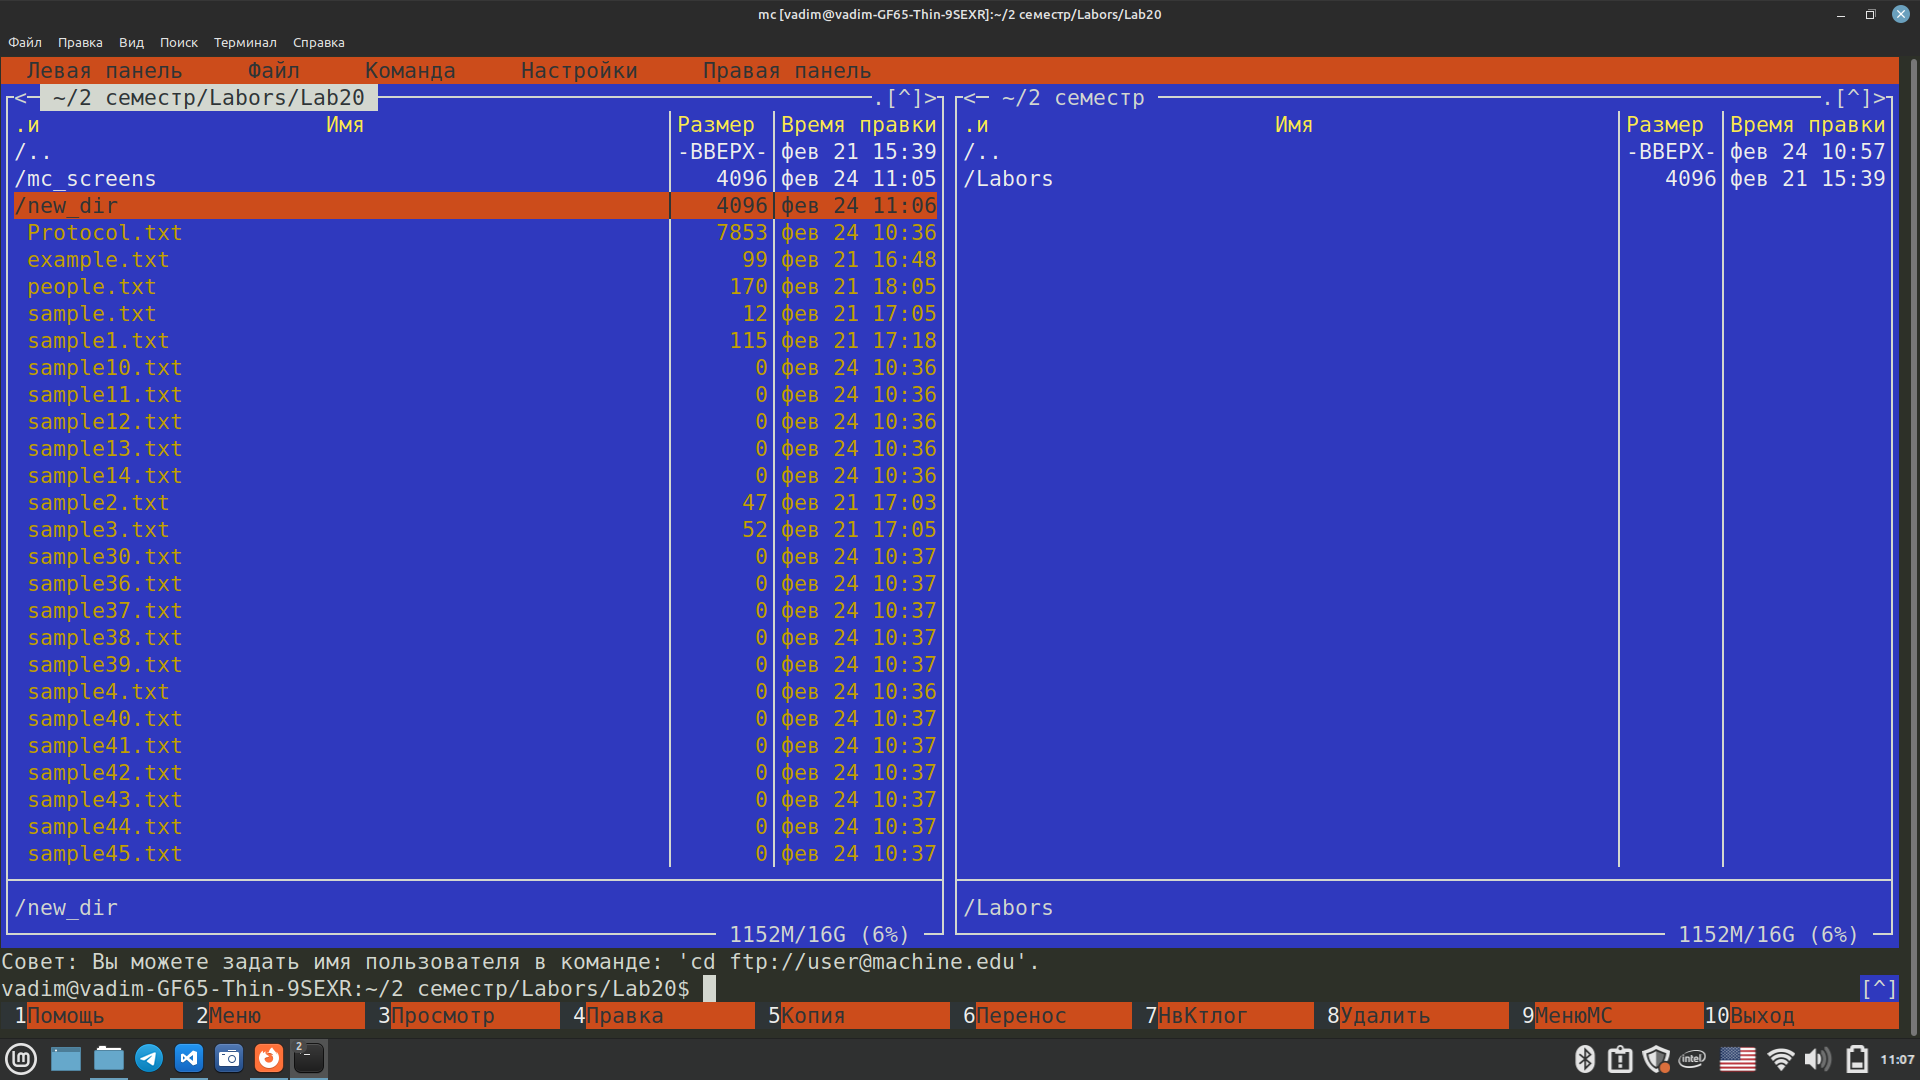 mc [vadim@vadim-GF65-Thin-9SEXR]:~/2 семестр/Labors/Lab20
Файл Правка Вид Поиск Терминал Справка
Левая панель Файл Команда Настройки Правая панель
<─ ~/2 семестр/Labors/Lab20 .[^]> <─ ~/2 семестр .[^]>
.и Имя Размер Время правки .и Имя Размер Время правки
/.. -ВВЕРХ- фев 21 15:39 /.. -ВВЕРХ- фев 24 10:57
/mc_screens 4096 фев 24 11:05 /Labors 4096 фев 21 15:39
/new_dir 4096 фев 24 11:06
Protocol.txt 7853 фев 24 10:36
example.txt 99 фев 21 16:48
people.txt 170 фев 21 18:05
sample.txt 12 фев 21 17:05
sample1.txt 115 фев 21 17:18
sample10.txt 0 фев 24 10:36
sample11.txt 0 фев 24 10:36
sample12.txt 0 фев 24 10:36
sample13.txt 0 фев 24 10:36
sample14.txt 0 фев 24 10:36
sample2.txt 47 фев 21 17:03
sample3.txt 52 фев 21 17:05
sample30.txt 0 фев 24 10:37
sample36.txt 0 фев 24 10:37
sample37.txt 0 фев 24 10:37
sample38.txt 0 фев 24 10:37
sample39.txt 0 фев 24 10:37
sample4.txt 0 фев 24 10:36
sample40.txt 0 фев 24 10:37
sample41.txt 0 фев 24 10:37
sample42.txt 0 фев 24 10:37
sample43.txt 0 фев 24 10:37
sample44.txt 0 фев 24 10:37
sample45.txt 0 фев 24 10:37
/new_dir /Labors
1152M/16G (6%) 1152M/16G (6%)
Совет: Вы можете задать имя пользователя в команде: 'cd ftp://user@machine.edu'.
vadim@vadim-GF65-Thin-9SEXR:~/2 семестр/Labors/Lab20$ [^]
1Помощь 2Меню 3Просмотр 4Правка 5Копия 6Перенос 7НвКтлог 8Удалить 9МенюMC 10Выход
2 intel 11:07